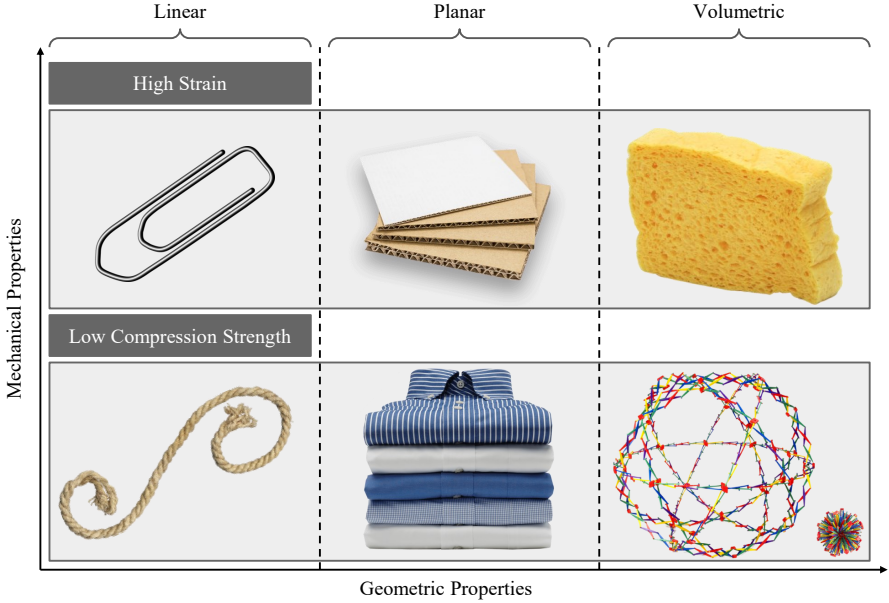 Linear
Planar
Volumetric
High Strain
Low Compression Strength
Mechanical Properties
Geometric Properties